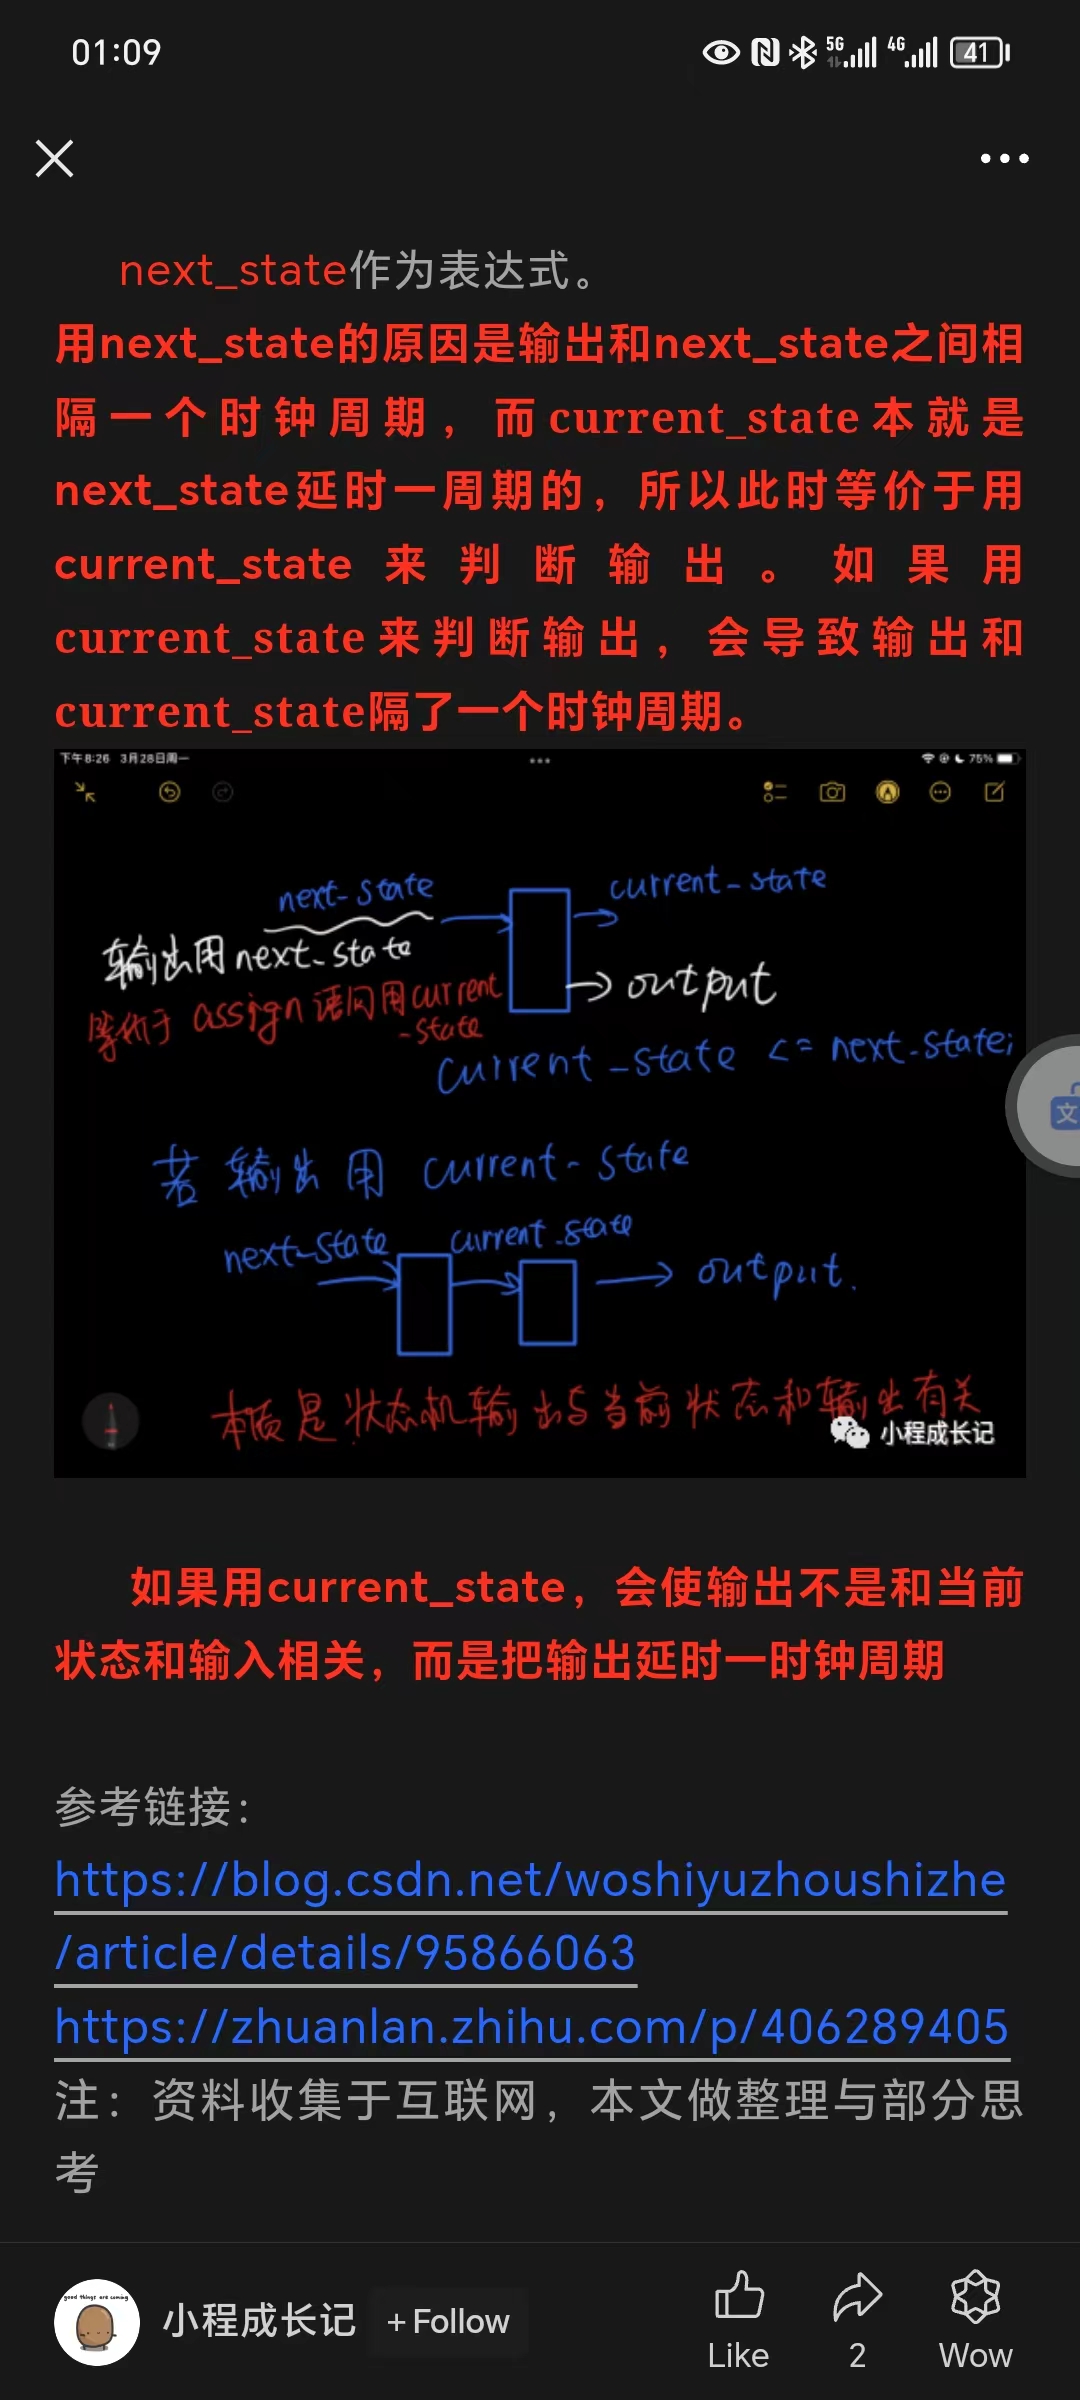 01:09
5G 4G 41
next_state作为表达式。
用next_state的原因是输出和next_state之间相
隔一个时钟周期，而current_state本就是
next_state延时一周期的，所以此时等价于用
current_state来判断输出。如果用
current_state来判断输出，会导致输出和
current_state隔了一个时钟周期。
下午8:26 3月28日周一
75%
next-state
current-state
输出用next-state
output
等价于 assign语句用current
-state
current-state <= next-state;
若输出用 current-state
next-state
current-state
output.
本质是状态机输出与当前状态和输出有关
小程成长记
文
如果用current_state，会使输出不是和当前
状态和输入相关，而是把输出延时一时钟周期
参考链接：
https://blog.csdn.net/woshiyuzhoushizhe
/article/details/95866063
https://zhuanlan.zhihu.com/p/406289405
注：资料收集于互联网，本文做整理与部分思
考
good things are coming
小程成长记
+Follow
Like
2
Wow